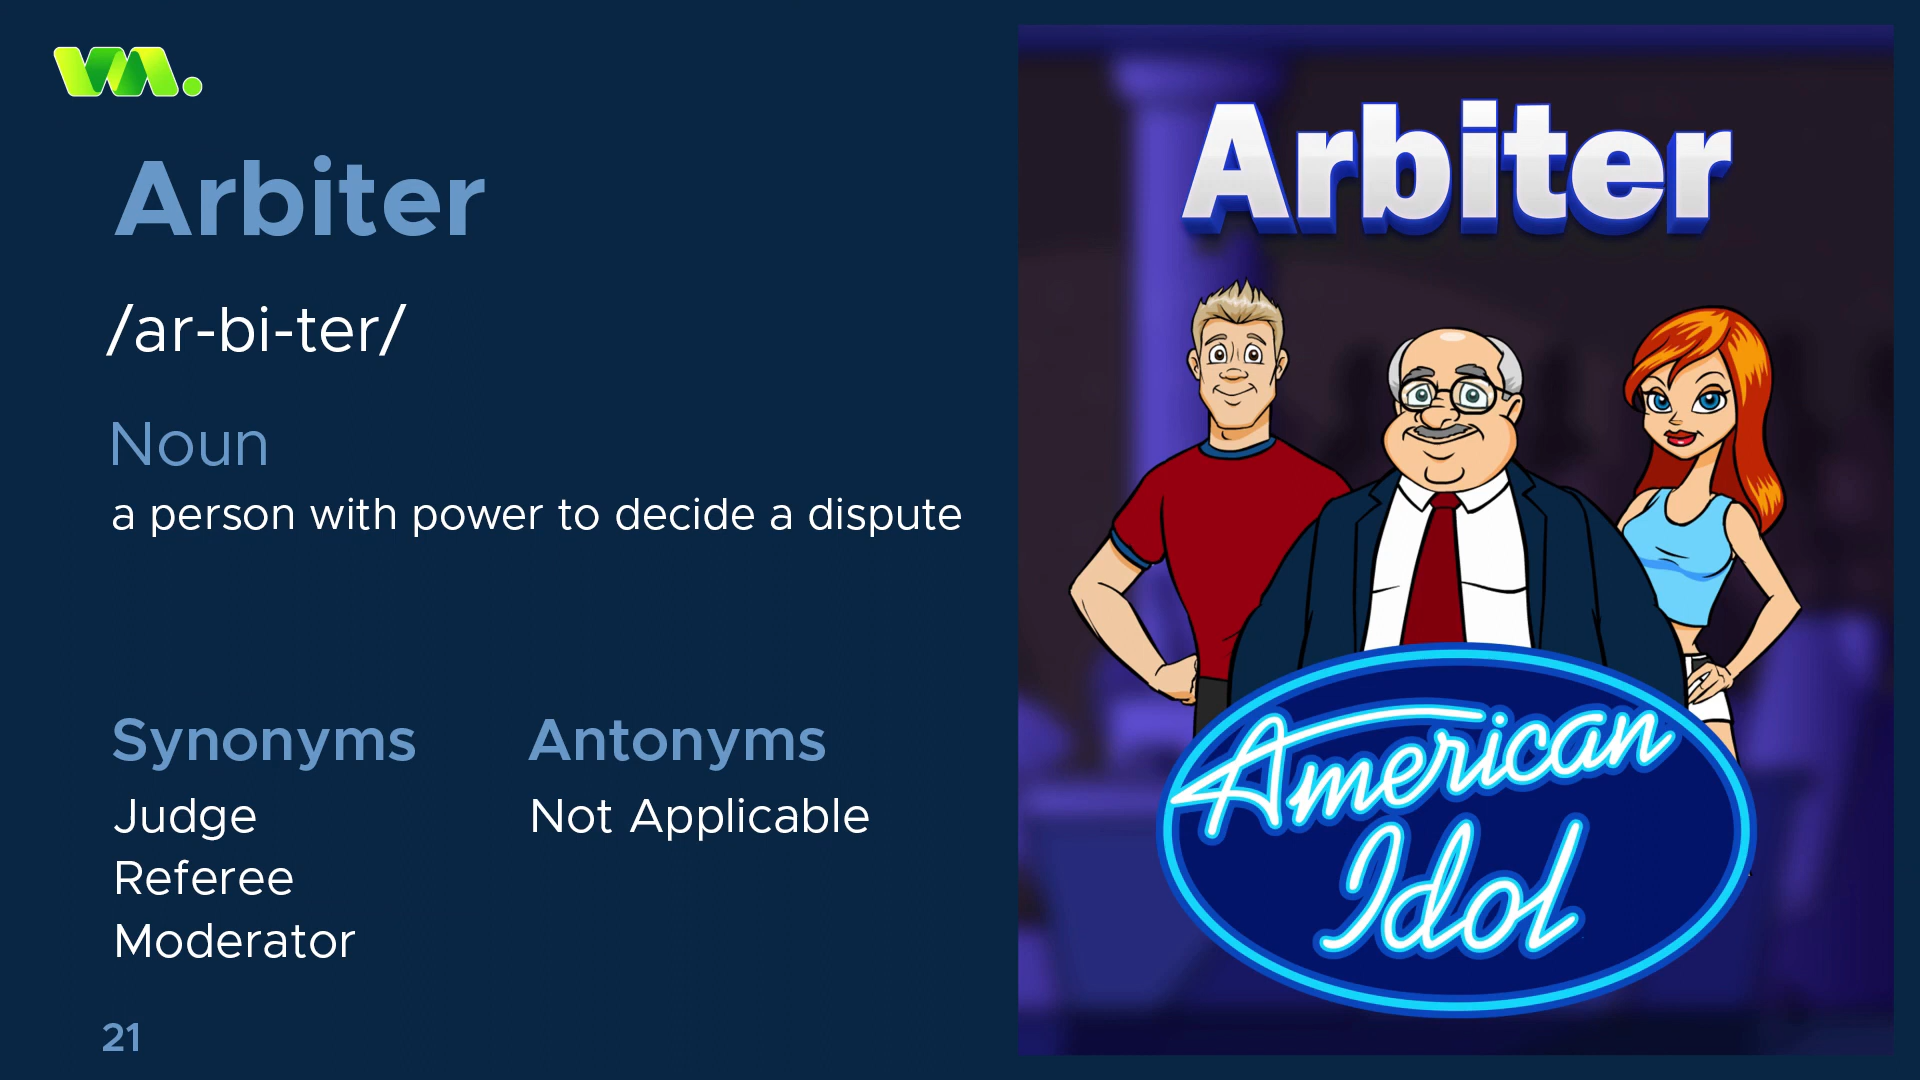 VM.
Arbiter
/ar-bi-ter/
Noun
a person with power to decide a dispute
Synonyms
Judge
Referee
Moderator
Antonyms
Not Applicable
21
Arbiter
American
Idol